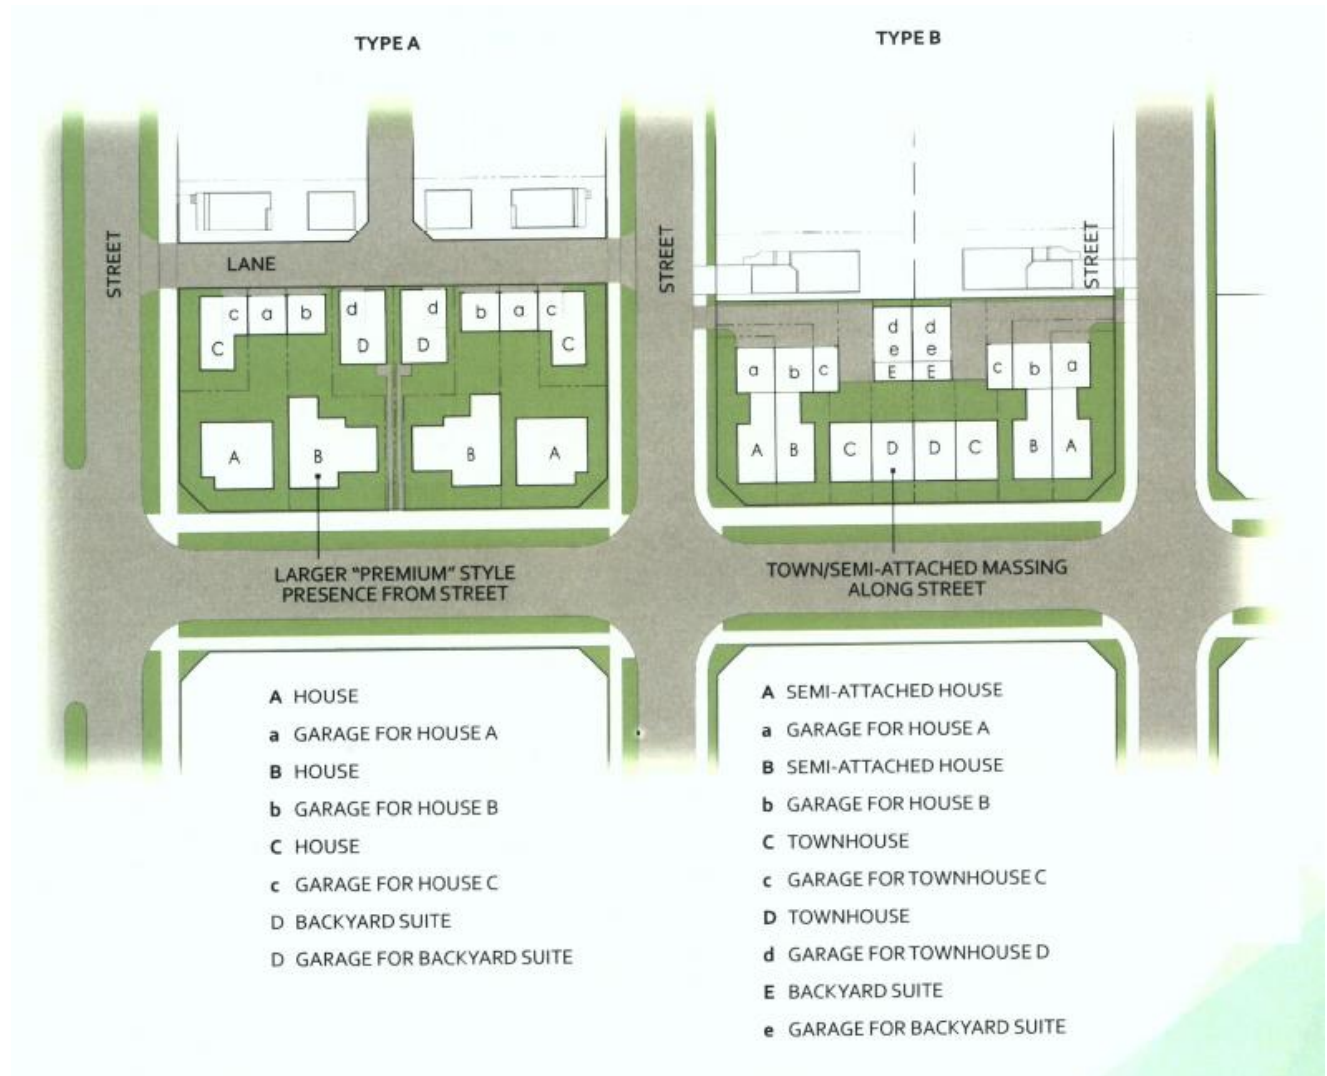 TYPE A
TYPE B
STREET
LANE
STREET
STREET
c a b d d b a c
C D D C
A B B A
d d
e e
E E
a b c c b a
A B C D D C B A
LARGER "PREMIUM" STYLE
PRESENCE FROM STREET
TOWN/SEMI-ATTACHED MASSING
ALONG STREET
A HOUSE
a GARAGE FOR HOUSE A
B HOUSE
b GARAGE FOR HOUSE B
C HOUSE
c GARAGE FOR HOUSE C
D BACKYARD SUITE
D GARAGE FOR BACKYARD SUITE
A SEMI-ATTACHED HOUSE
a GARAGE FOR HOUSE A
B SEMI-ATTACHED HOUSE
b GARAGE FOR HOUSE B
C TOWNHOUSE
c GARAGE FOR TOWNHOUSE C
D TOWNHOUSE
d GARAGE FOR TOWNHOUSE D
E BACKYARD SUITE
e GARAGE FOR BACKYARD SUITE